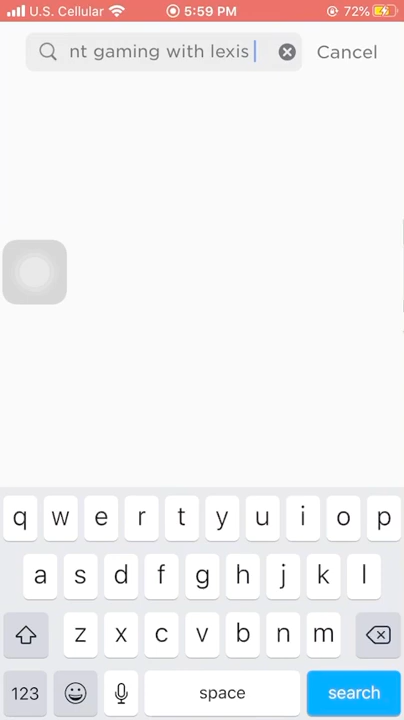 U.S. Cellular 5:59 PM 72%
nt gaming with lexis Cancel
q w e r t y u i o p
a s d f g h j k l
z x c v b n m
123 space search